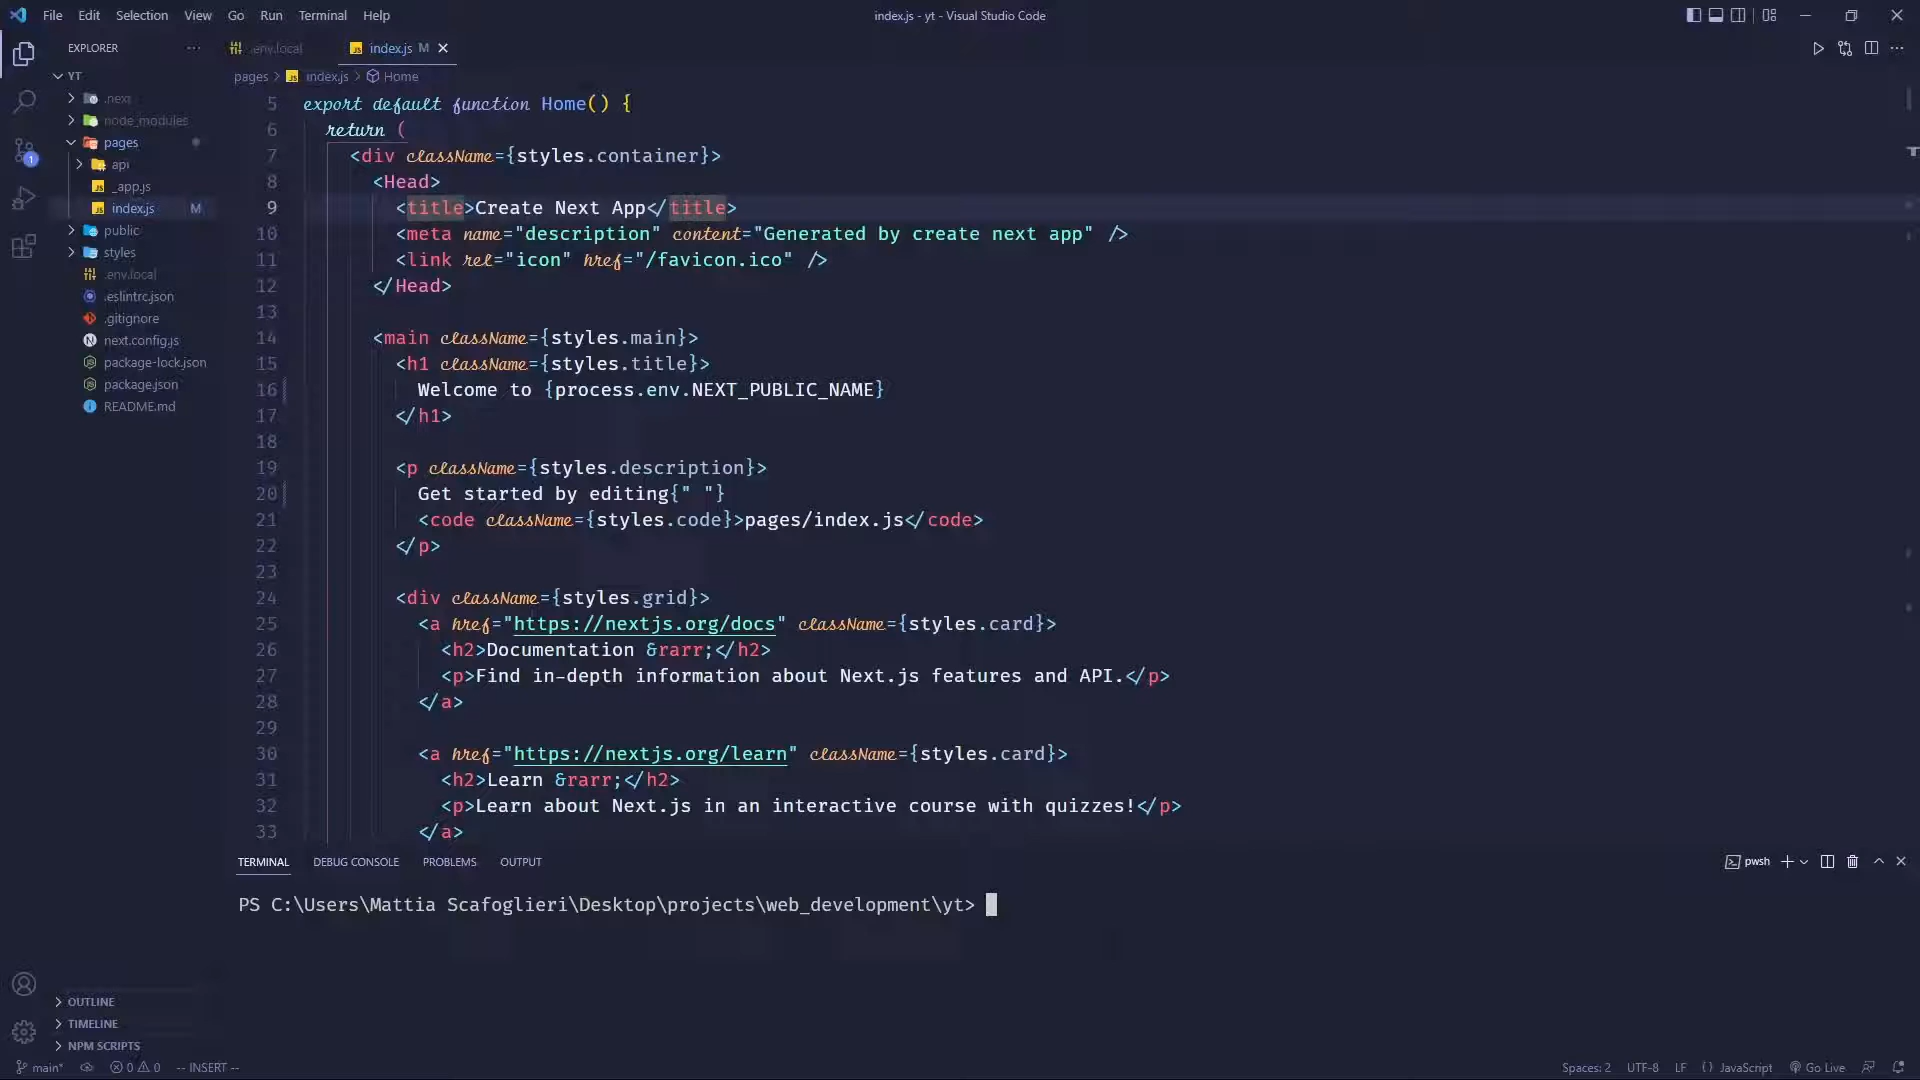 File Edit Selection View Go Run Terminal Help
index.js - yt - Visual Studio Code
EXPLORER
YT
.next
node_modules
pages
api
_app.js
index.js M
public
styles
.env.local
.eslintrc.json
.gitignore
next.config.js
package-lock.json
package.json
README.md
OUTLINE
TIMELINE
NPM SCRIPTS
.env.local index.js M
pages > index.js > Home
5 export default function Home() {
6 return (
7 <div className={styles.container}>
8 <Head>
9 <title>Create Next App</title>
10 <meta name="description" content="Generated by create next app" />
11 <link rel="icon" href="/favicon.ico" />
12 </Head>
13
14 <main className={styles.main}>
15 <h1 className={styles.title}>
16 Welcome to {process.env.NEXT_PUBLIC_NAME}
17 </h1>
18
19 <p className={styles.description}>
20 Get started by editing{" "}
21 <code className={styles.code}>pages/index.js</code>
22 </p>
23
24 <div className={styles.grid}>
25 <a href="https://nextjs.org/docs" className={styles.card}>
26 <h2>Documentation &rarr;</h2>
27 <p>Find in-depth information about Next.js features and API.</p>
28 </a>
29
30 <a href="https://nextjs.org/learn" className={styles.card}>
31 <h2>Learn &rarr;</h2>
32 <p>Learn about Next.js in an interactive course with quizzes!</p>
33 </a>
TERMINAL DEBUG CONSOLE PROBLEMS OUTPUT
pwsh
PS C:\Users\Mattia Scafoglieri\Desktop\projects\web_development\yt>
main* 0 0 -- INSERT --
Spaces: 2 UTF-8 LF JavaScript Go Live
1